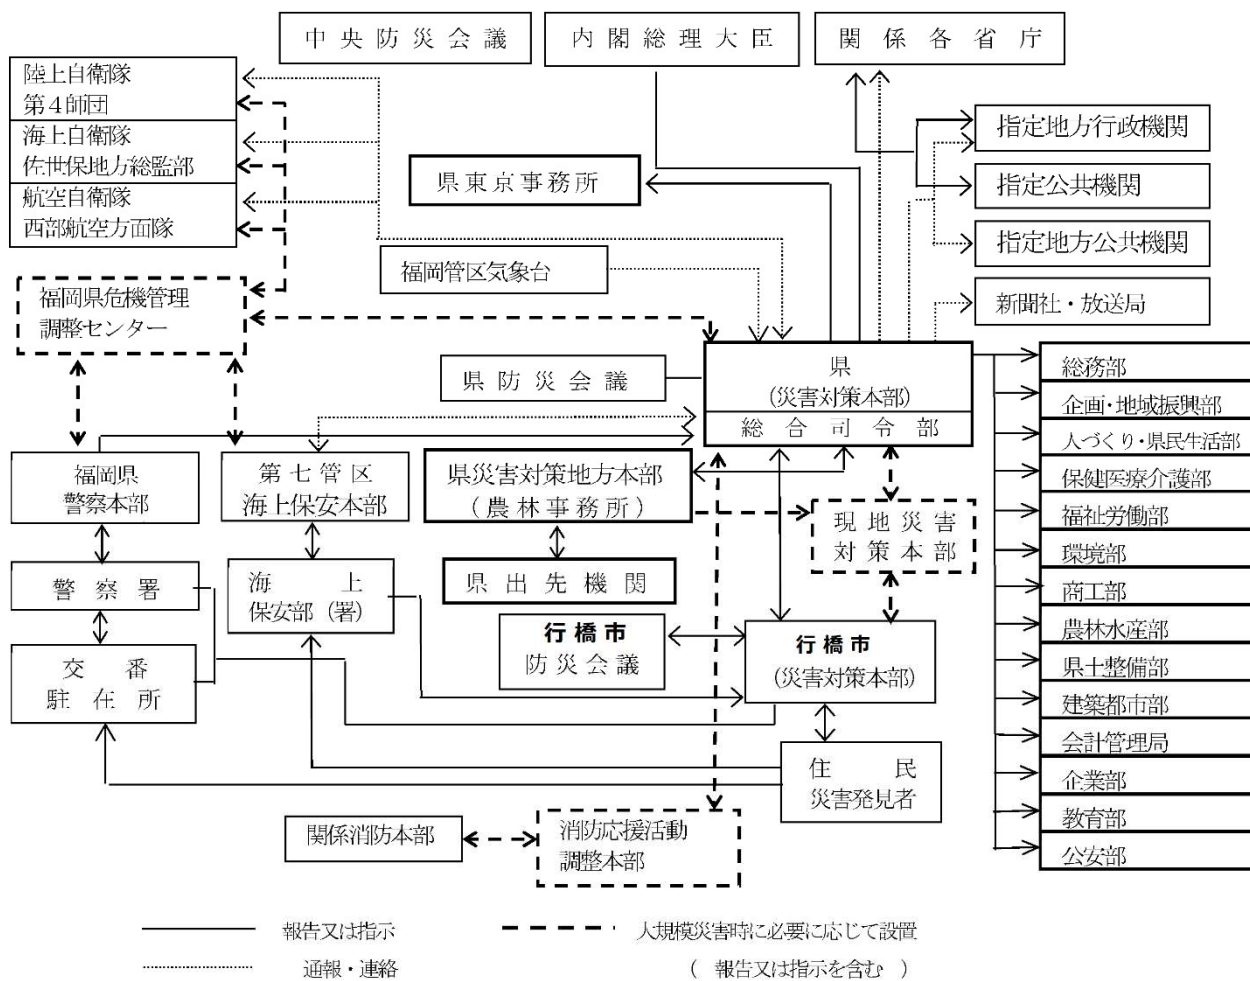 中央防災会議
内閣総理大臣
関係各省庁
陸上自衛隊
第４師団
海上自衛隊
佐世保地方総監部
航空自衛隊
西部航空方面隊
指定地方行政機関
県東京事務所
指定公共機関
指定地方公共機関
福岡管区気象台
新聞社・放送局
福岡県危機管理
調整センター
県防災会議
県
(災害対策本部)
総合司令部
総務部
企画・地域振興部
人づくり・県民生活部
保健医療介護部
福祉労働部
環境部
商工部
農林水産部
県土整備部
建築都市部
会計管理局
企業部
教育部
公安部
福岡県
警察本部
第七管区
海上保安本部
県災害対策地方本部
（農林事務所）
現地災害
対策本部
警察署
海上
保安部（署）
県出先機関
行橋市
防災会議
行橋市
(災害対策本部)
交番
駐在所
住民
災害発見者
関係消防本部
消防応援活動
調整本部
報告又は指示
大規模災害時に必要に応じて設置
通報・連絡
（ 報告又は指示を含む ）